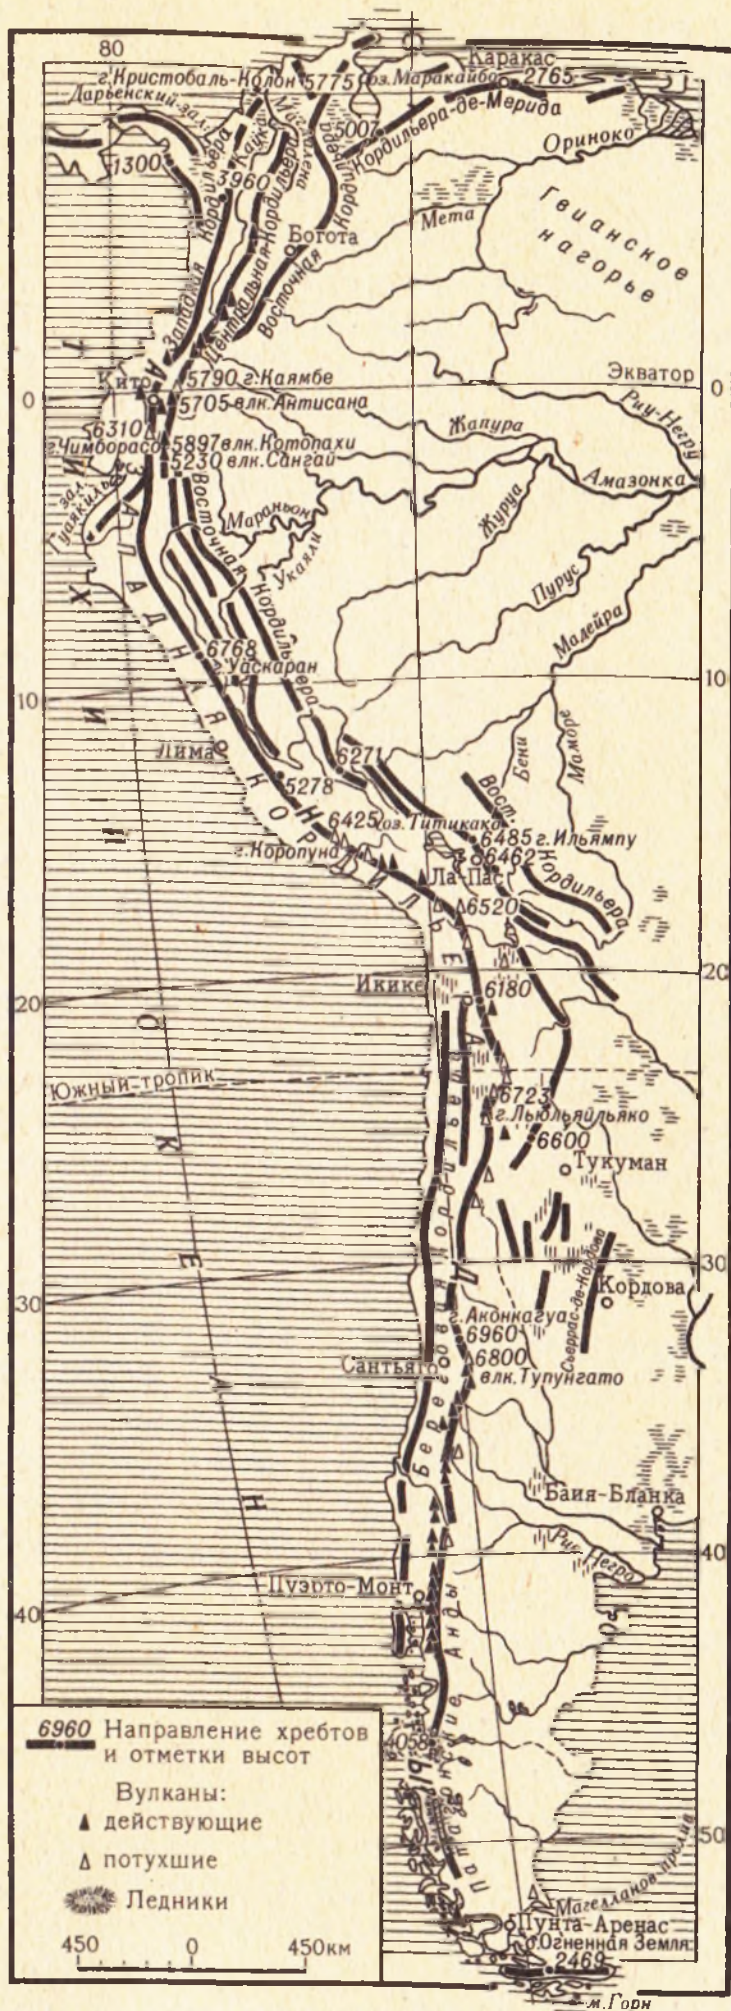 80
Каракас
г.Кристобаль-Колон 5775
оз.Маракайбо
2765
Дарьенский зал.
5007
Кордильера-де-Мерида
Ориноко
1300
Каука
Магдалена
3960
Мета
Гвианское
нагорье
Богота
Западная Кордильера
Центральная Кордильера
Восточная Кордильера
Экватор
0
0
Кито
5790 г.Каямбе
5705 влк.Антисана
Риу-Негру
6310
г.Чимборасо
5897 влк.Котопахи
5230 влк.Сангай
Жапура
Амазонка
зал.
Гуаякиль
Мараньон
Укаяли
Журуа
Пурус
Мадейра
Восточная Кордильера
6768
г.Уаскаран
10
10
Лима
6271
Бени
Маморе
5278
6425
оз.Титикака
Вост. Кордильера
6485 г.Ильямпу
г.Коропуна
6462
Ла-Пас
6520
ЗАПАДНАЯ КОРДИЛЬЕРА
АНДЫ
ТИХИЙ ОКЕАН
20
20
Икике
6180
Южный тропик
6723
г.Льюльяйльяко
6600
Тукуман
30
30
Сьеррас-де-Кордова
Кордова
г.Аконкагуа
6960
Сантьяго
6800
влк.Тупунгато
Береговая Кордильера
Баия-Бланка
Рио-Негро
40
40
Пуэрто-Монт
4058
Патагонские Анды
50
Магелланов пролив
Пунта-Аренас
о.Огненная Земля
2469
м.Горн
6960 Направление хребтов
и отметки высот
Вулканы:
действующие
потухшие
Ледники
450 0 450км